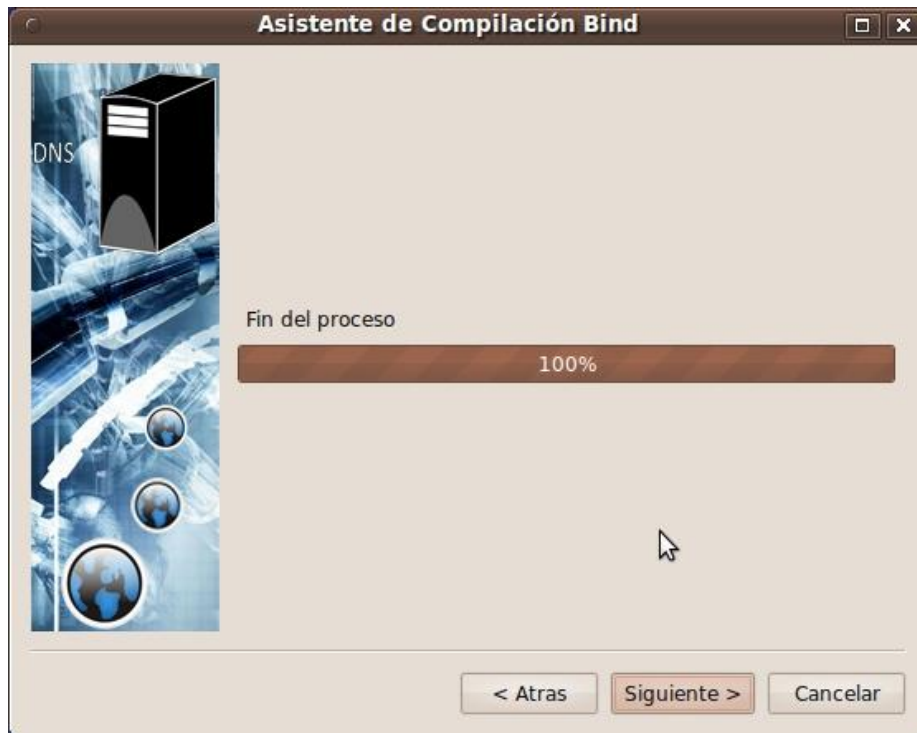 Asistente de Compilación Bind
DNS
Fin del proceso
100%
< Atras Siguiente > Cancelar